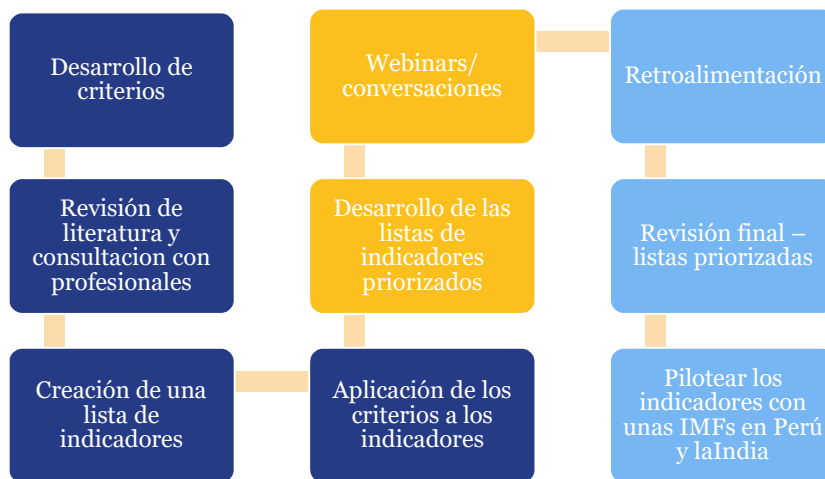 Desarrollo de
criterios
Revisión de
literatura y
consultacion con
profesionales
Creación de una
lista de
indicadores
Aplicación de los
criterios a los
indicadores
Desarrollo de las
listas de
indicadores
priorizados
Webinars/
conversaciones
Retroalimentación
Revisión final –
listas priorizadas
Pilotear los
indicadores con
unas IMFs en Perú
y laIndia